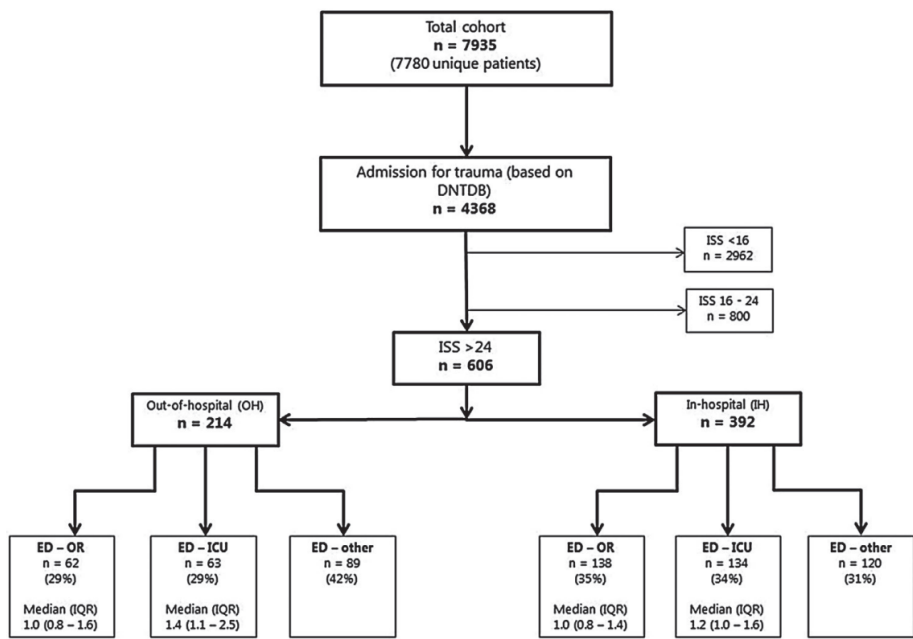 Total cohort
n = 7935
(7780 unique patients)
Admission for trauma (based on
DNTDB)
n = 4368
ISS <16
n = 2962
ISS 16 - 24
n = 800
ISS >24
n = 606
Out-of-hospital (OH)
n = 214
In-hospital (IH)
n = 392
ED – OR
n = 62
(29%)
Median (IQR)
1.0 (0.8 – 1.6)
ED – ICU
n = 63
(29%)
Median (IQR)
1.4 (1.1 – 2.5)
ED – other
n = 89
(42%)
ED – OR
n = 138
(35%)
Median (IQR)
1.0 (0.8 – 1.4)
ED – ICU
n = 134
(34%)
Median (IQR)
1.2 (1.0 – 1.6)
ED – other
n = 120
(31%)